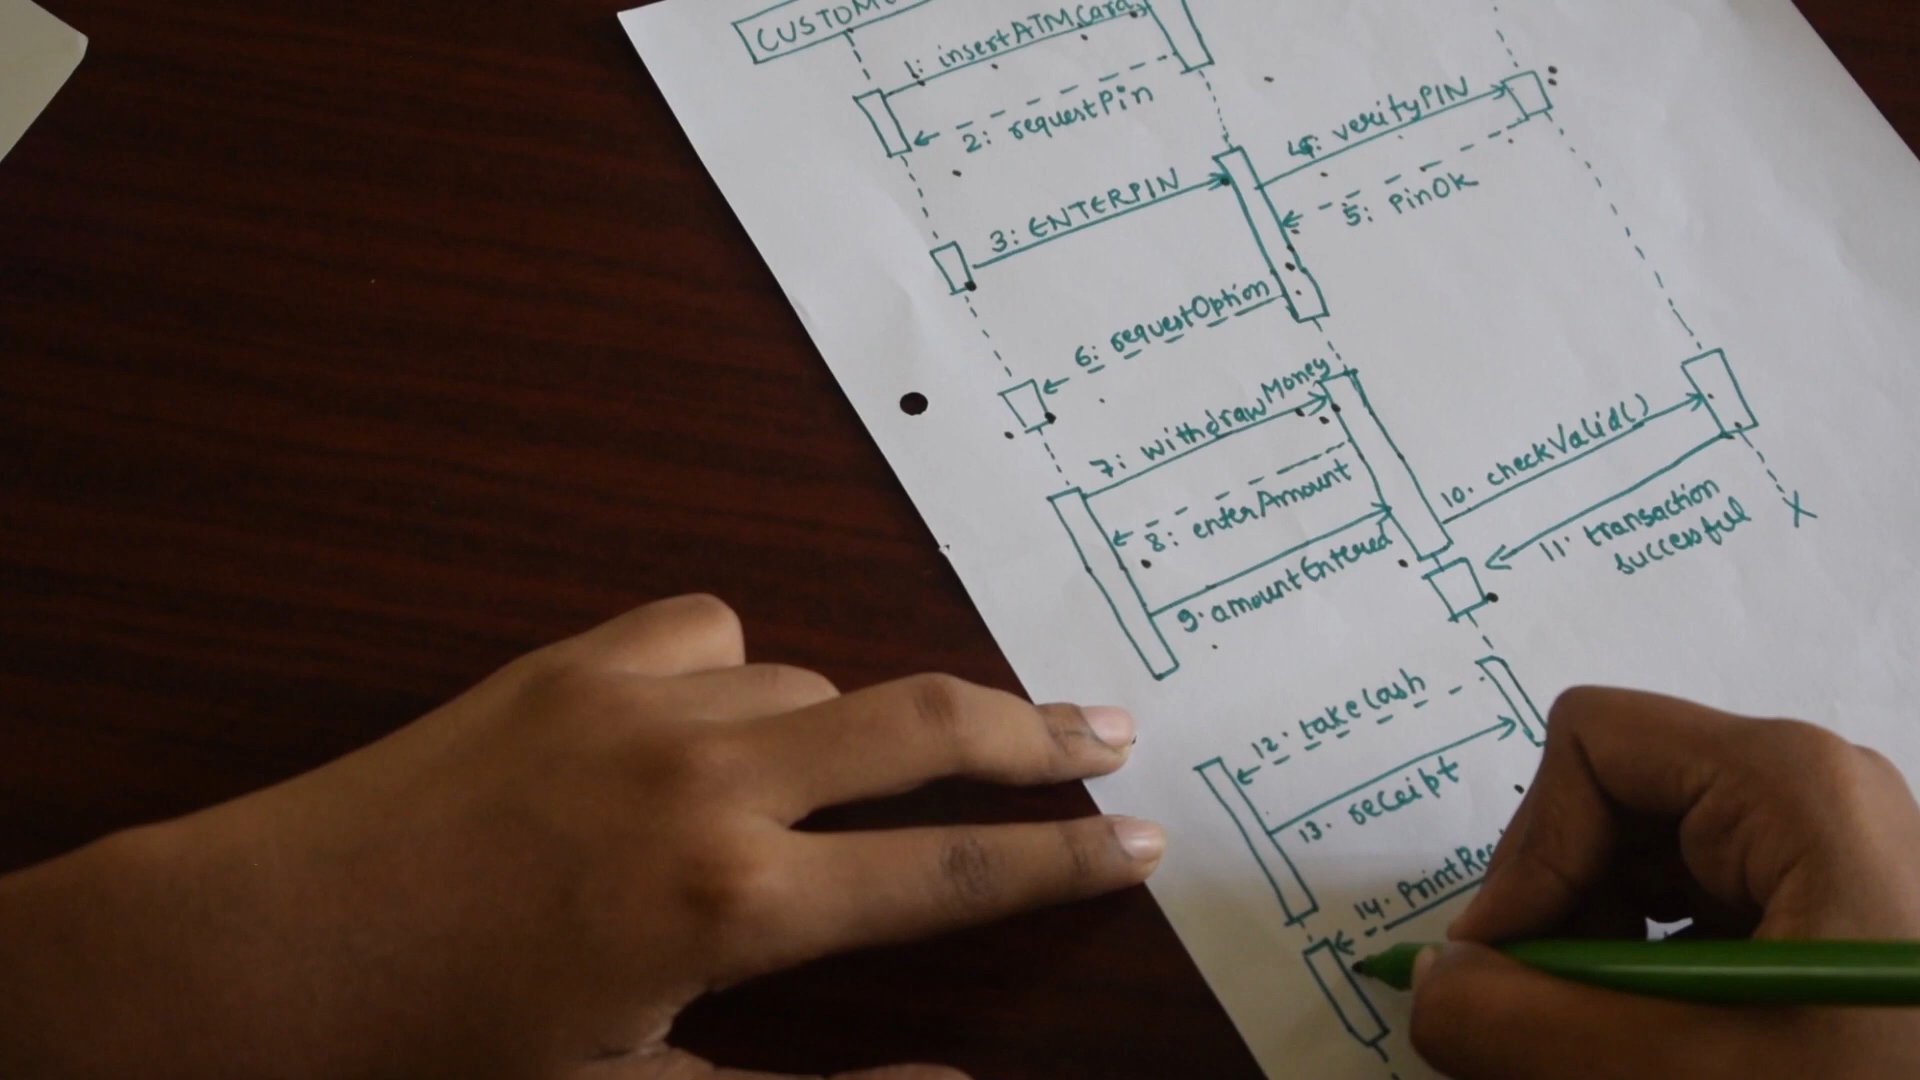 CUSTOM
1: insertATMCard
2: requestPin
3: ENTERPIN
4: verifyPIN
5: PinOK
6: requestOption
7: withdrawMoney
8: enterAmount
9. amountEntered
10. checkValid()
11. transaction
successful
12. takeCash
13. receipt
14. PrintRec